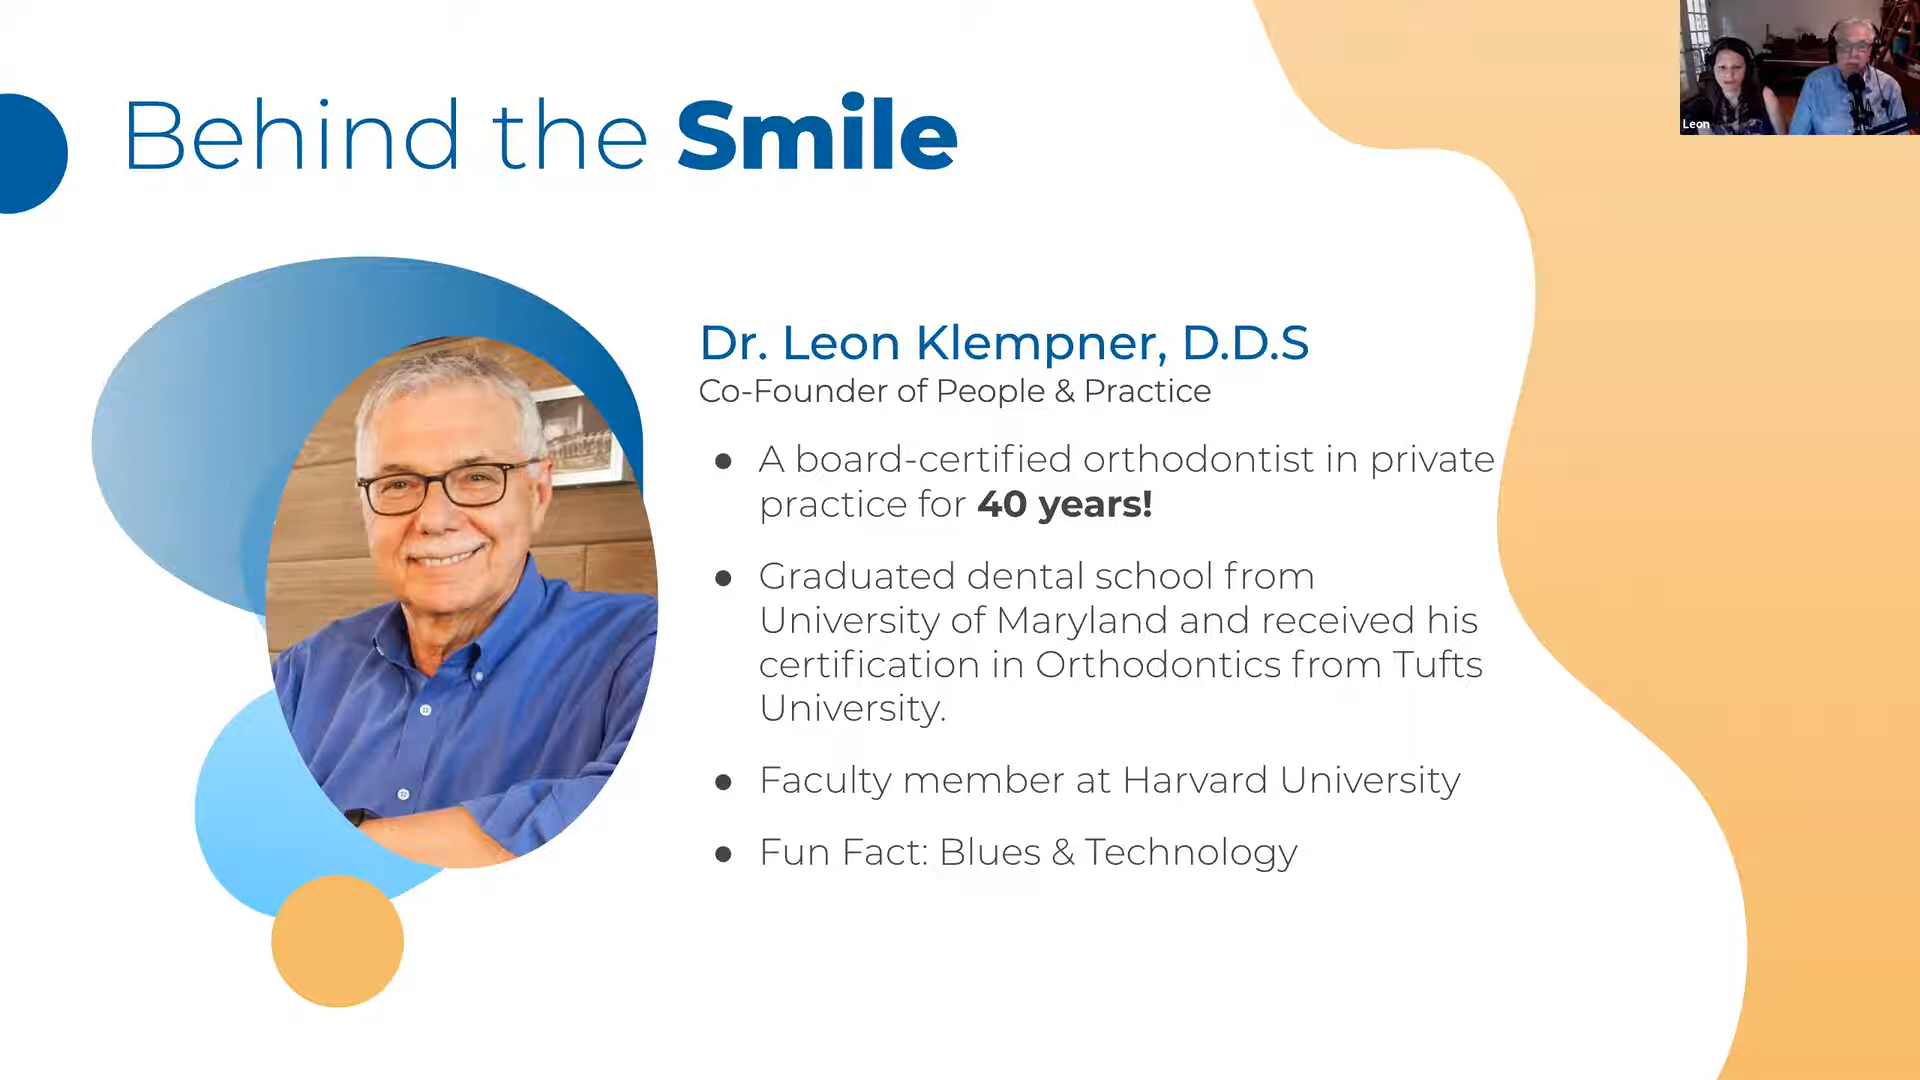 Behind the Smile
Leon
Dr. Leon Klempner, D.D.S
Co-Founder of People & Practice
● A board-certified orthodontist in private
practice for 40 years!
● Graduated dental school from
University of Maryland and received his
certification in Orthodontics from Tufts
University.
● Faculty member at Harvard University
● Fun Fact: Blues & Technology